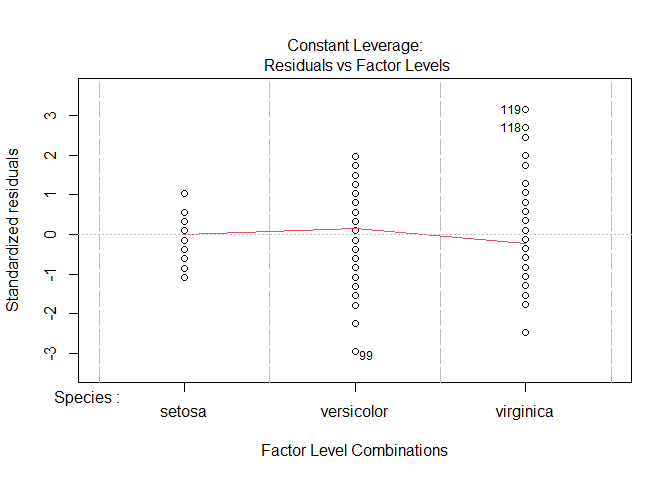 Constant Leverage:
Residuals vs Factor Levels
Standardized residuals
3
2
1
0
-1
-2
-3
119
118
99
Species :
setosa
versicolor
virginica
Factor Level Combinations